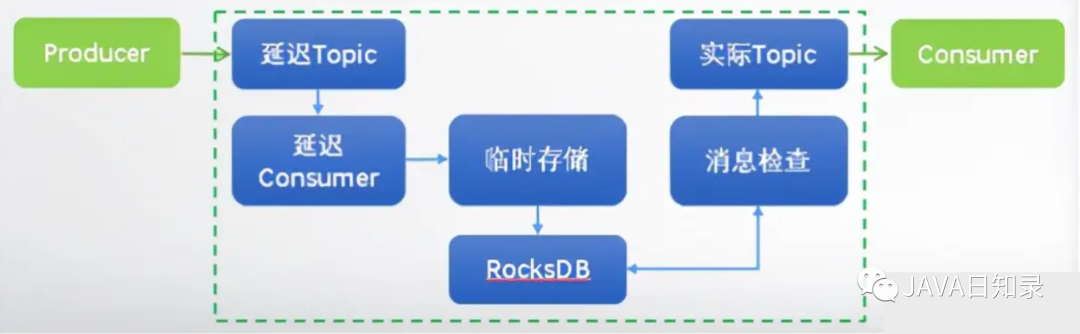 Producer
延迟Topic
实际Topic
Consumer
延迟
Consumer
临时存储
消息检查
RocksDB
JAVA日知录